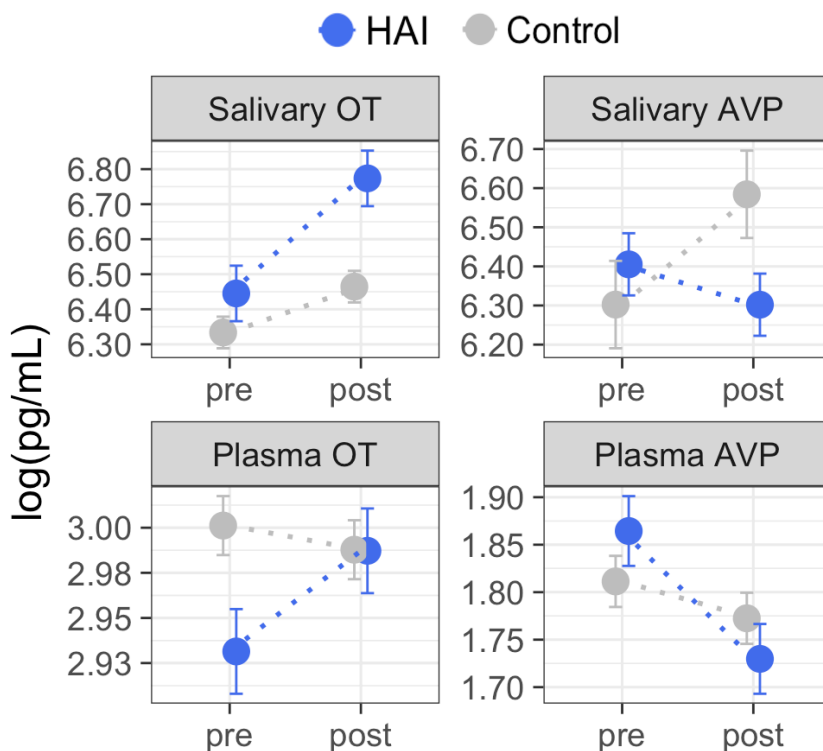 HAI Control
Salivary OT
Salivary AVP
6.80
6.70
6.60
6.50
6.40
6.30
pre post
6.70
6.60
6.50
6.40
6.30
6.20
pre post
log(pg/mL)
Plasma OT
Plasma AVP
3.00
2.98
2.95
2.93
pre post
1.90
1.85
1.80
1.75
1.70
pre post